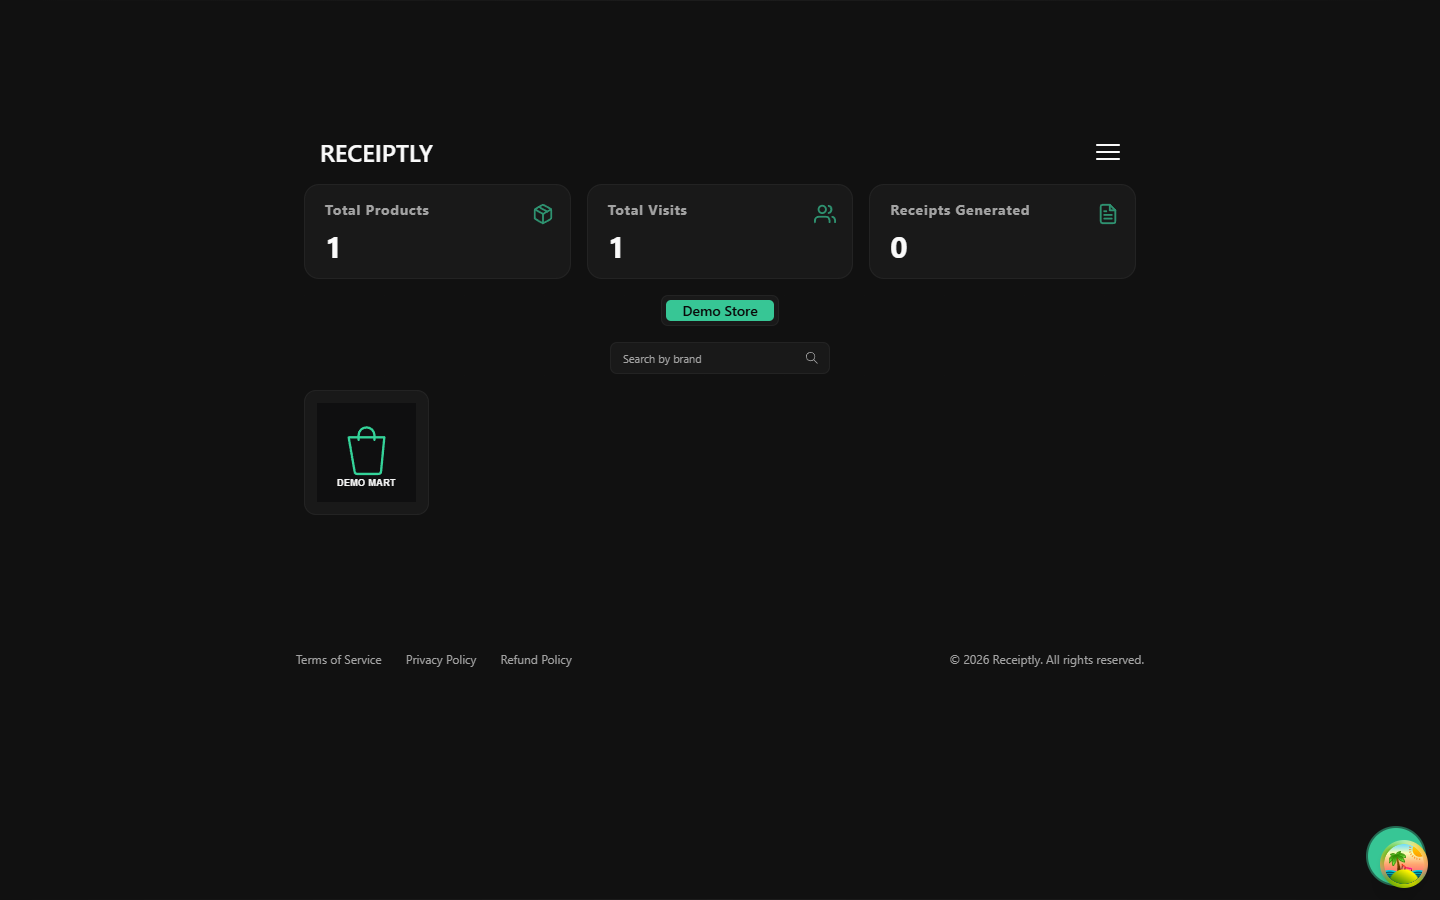 RECEIPTLY
Total Products
1
Total Visits
1
Receipts Generated
0
Demo Store
Search by brand
DEMO MART
Terms of Service
Privacy Policy
Refund Policy
© 2026 Receiptly. All rights reserved.